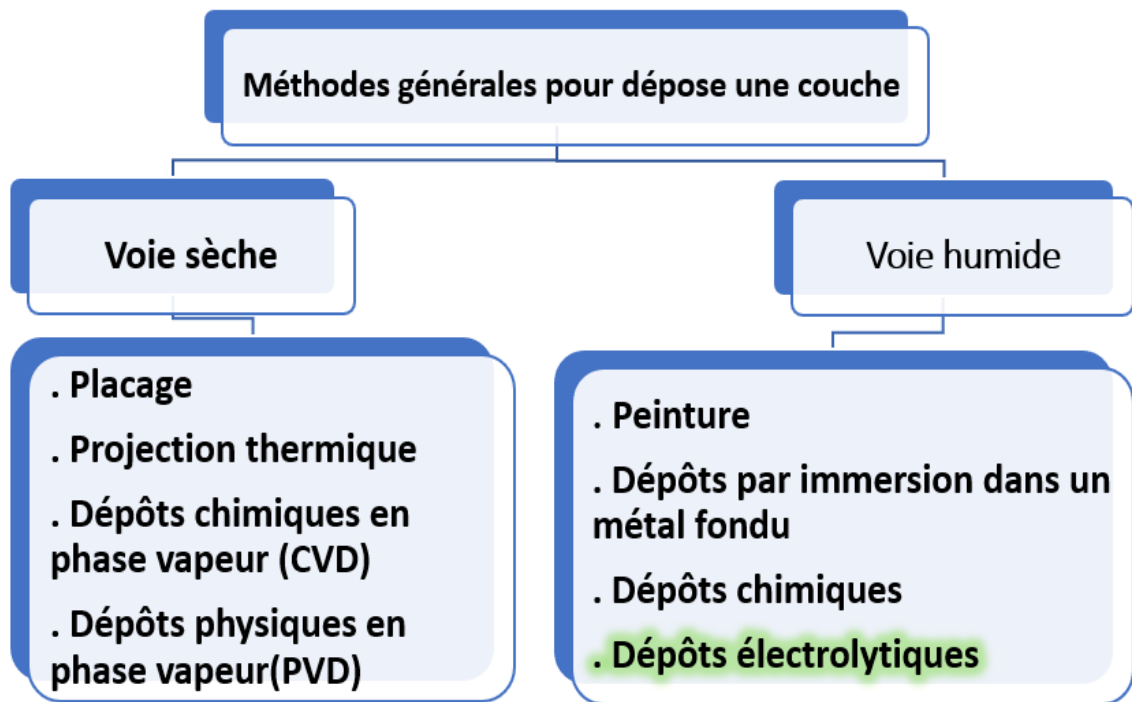 Méthodes générales pour dépose une couche
Voie sèche
Voie humide
. Placage
. Projection thermique
. Dépôts chimiques en
phase vapeur (CVD)
. Dépôts physiques en
phase vapeur(PVD)
. Peinture
. Dépôts par immersion dans un
métal fondu
. Dépôts chimiques
. Dépôts électrolytiques